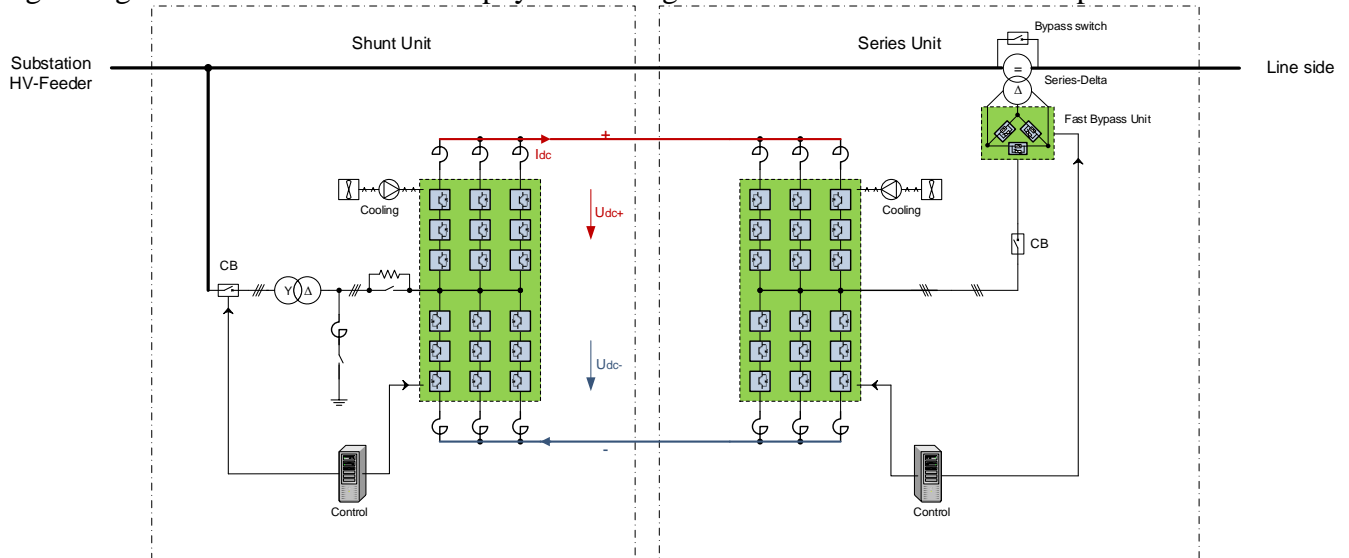 Shunt Unit
Series Unit
Bypass switch
Substation
HV-Feeder
=
Series-Delta
Line side
Δ
Fast Bypass Unit
+
Idc
Cooling
Udc+
Cooling
CB
CB
Y Δ
Udc-
-
Control
Control